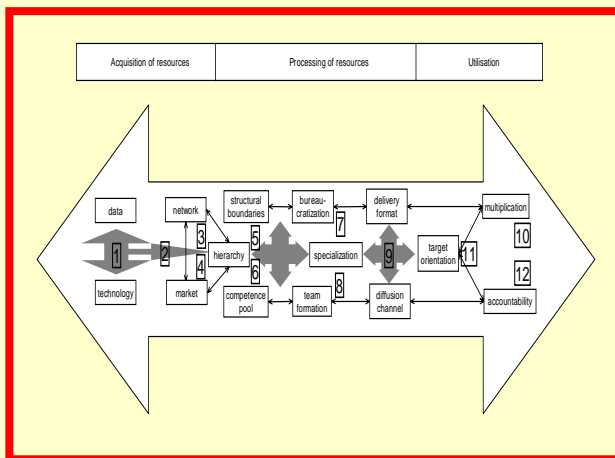 Acquisition of resources
Processing of resources
Utilisation
data
technology
1
2
network
3
4
market
hierarchy
structural
boundaries
5
6
competence
pool
bureau-
cratization
7
specialization
team
formation
8
delivery
format
9
diffusion
channel
target
orientation
11
multiplication
10
12
accountability